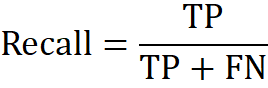 Recall = TP / TP + FN